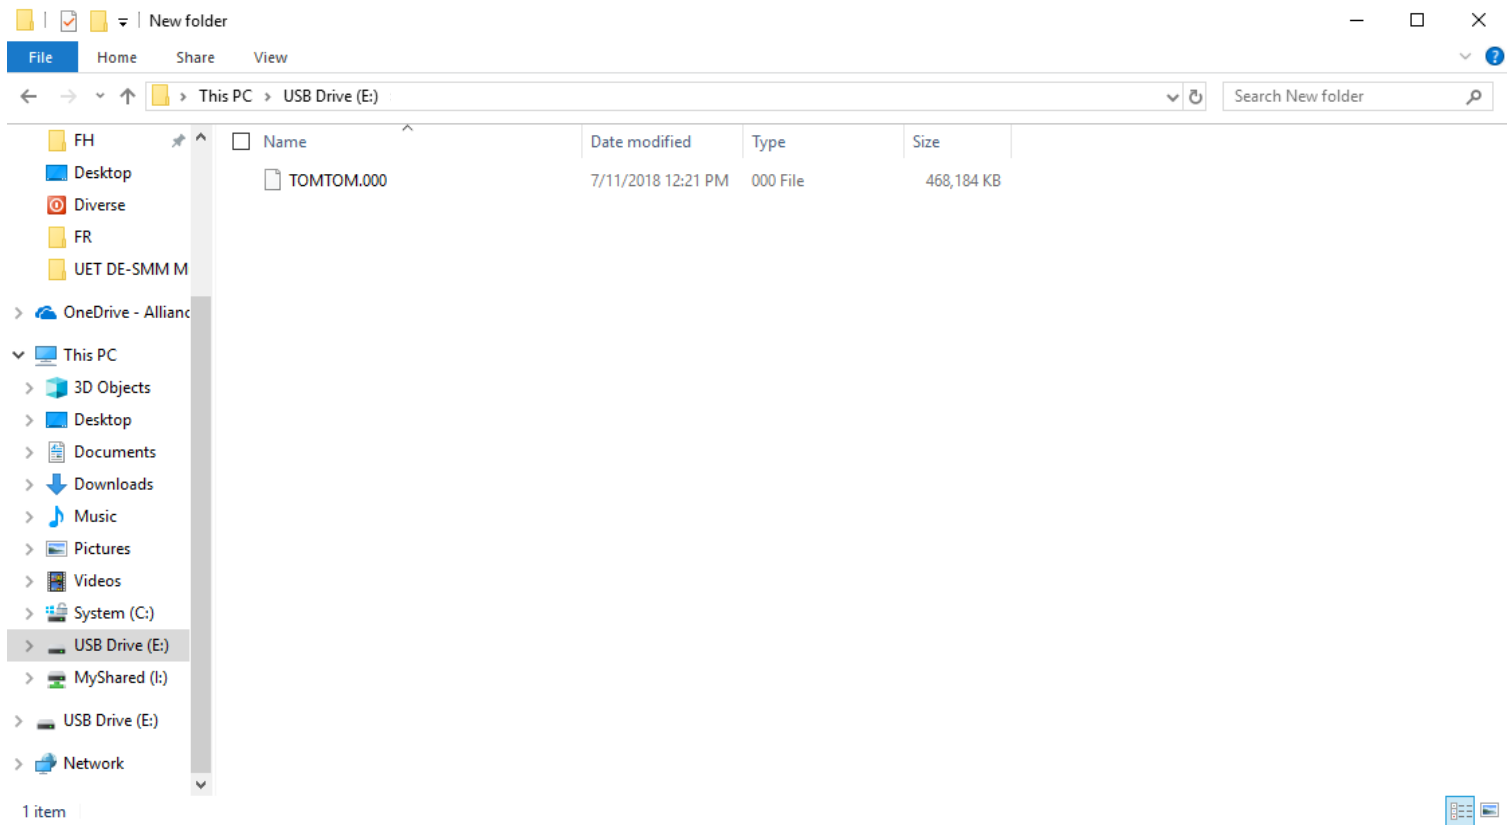 New folder
File Home Share View
This PC > USB Drive (E:)
Search New folder
FH
Desktop
Diverse
FR
UET DE-SMM M
OneDrive - Allianc
This PC
3D Objects
Desktop
Documents
Downloads
Music
Pictures
Videos
System (C:)
USB Drive (E:)
MyShared (I:)
USB Drive (E:)
Network
Name Date modified Type Size
TOMTOM.000 7/11/2018 12:21 PM 000 File 468,184 KB
1 item